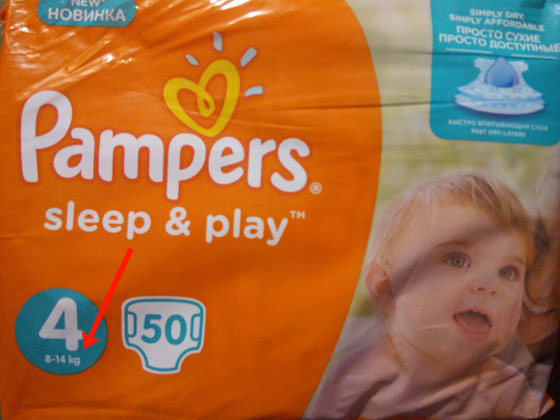 NEW
НОВИНКА
SIMPLY DRY,
SIMPLY AFFORDABLE
ПРОСТО СУХИЕ
ПРОСТО ДОСТУПНЫЕ
Pampers®
sleep & play™
БЫСТРО ВПИТЫВАЮЩИЙ СЛОЙ
FAST DRY-LAYERS
4
8-14 kg
50